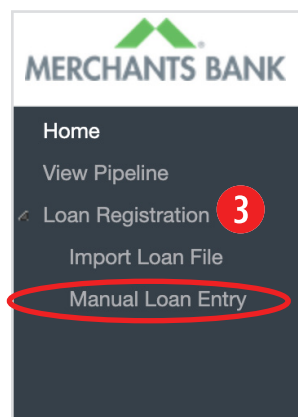 MERCHANTS BANK
Home
View Pipeline
Loan Registration 3
Import Loan File
Manual Loan Entry